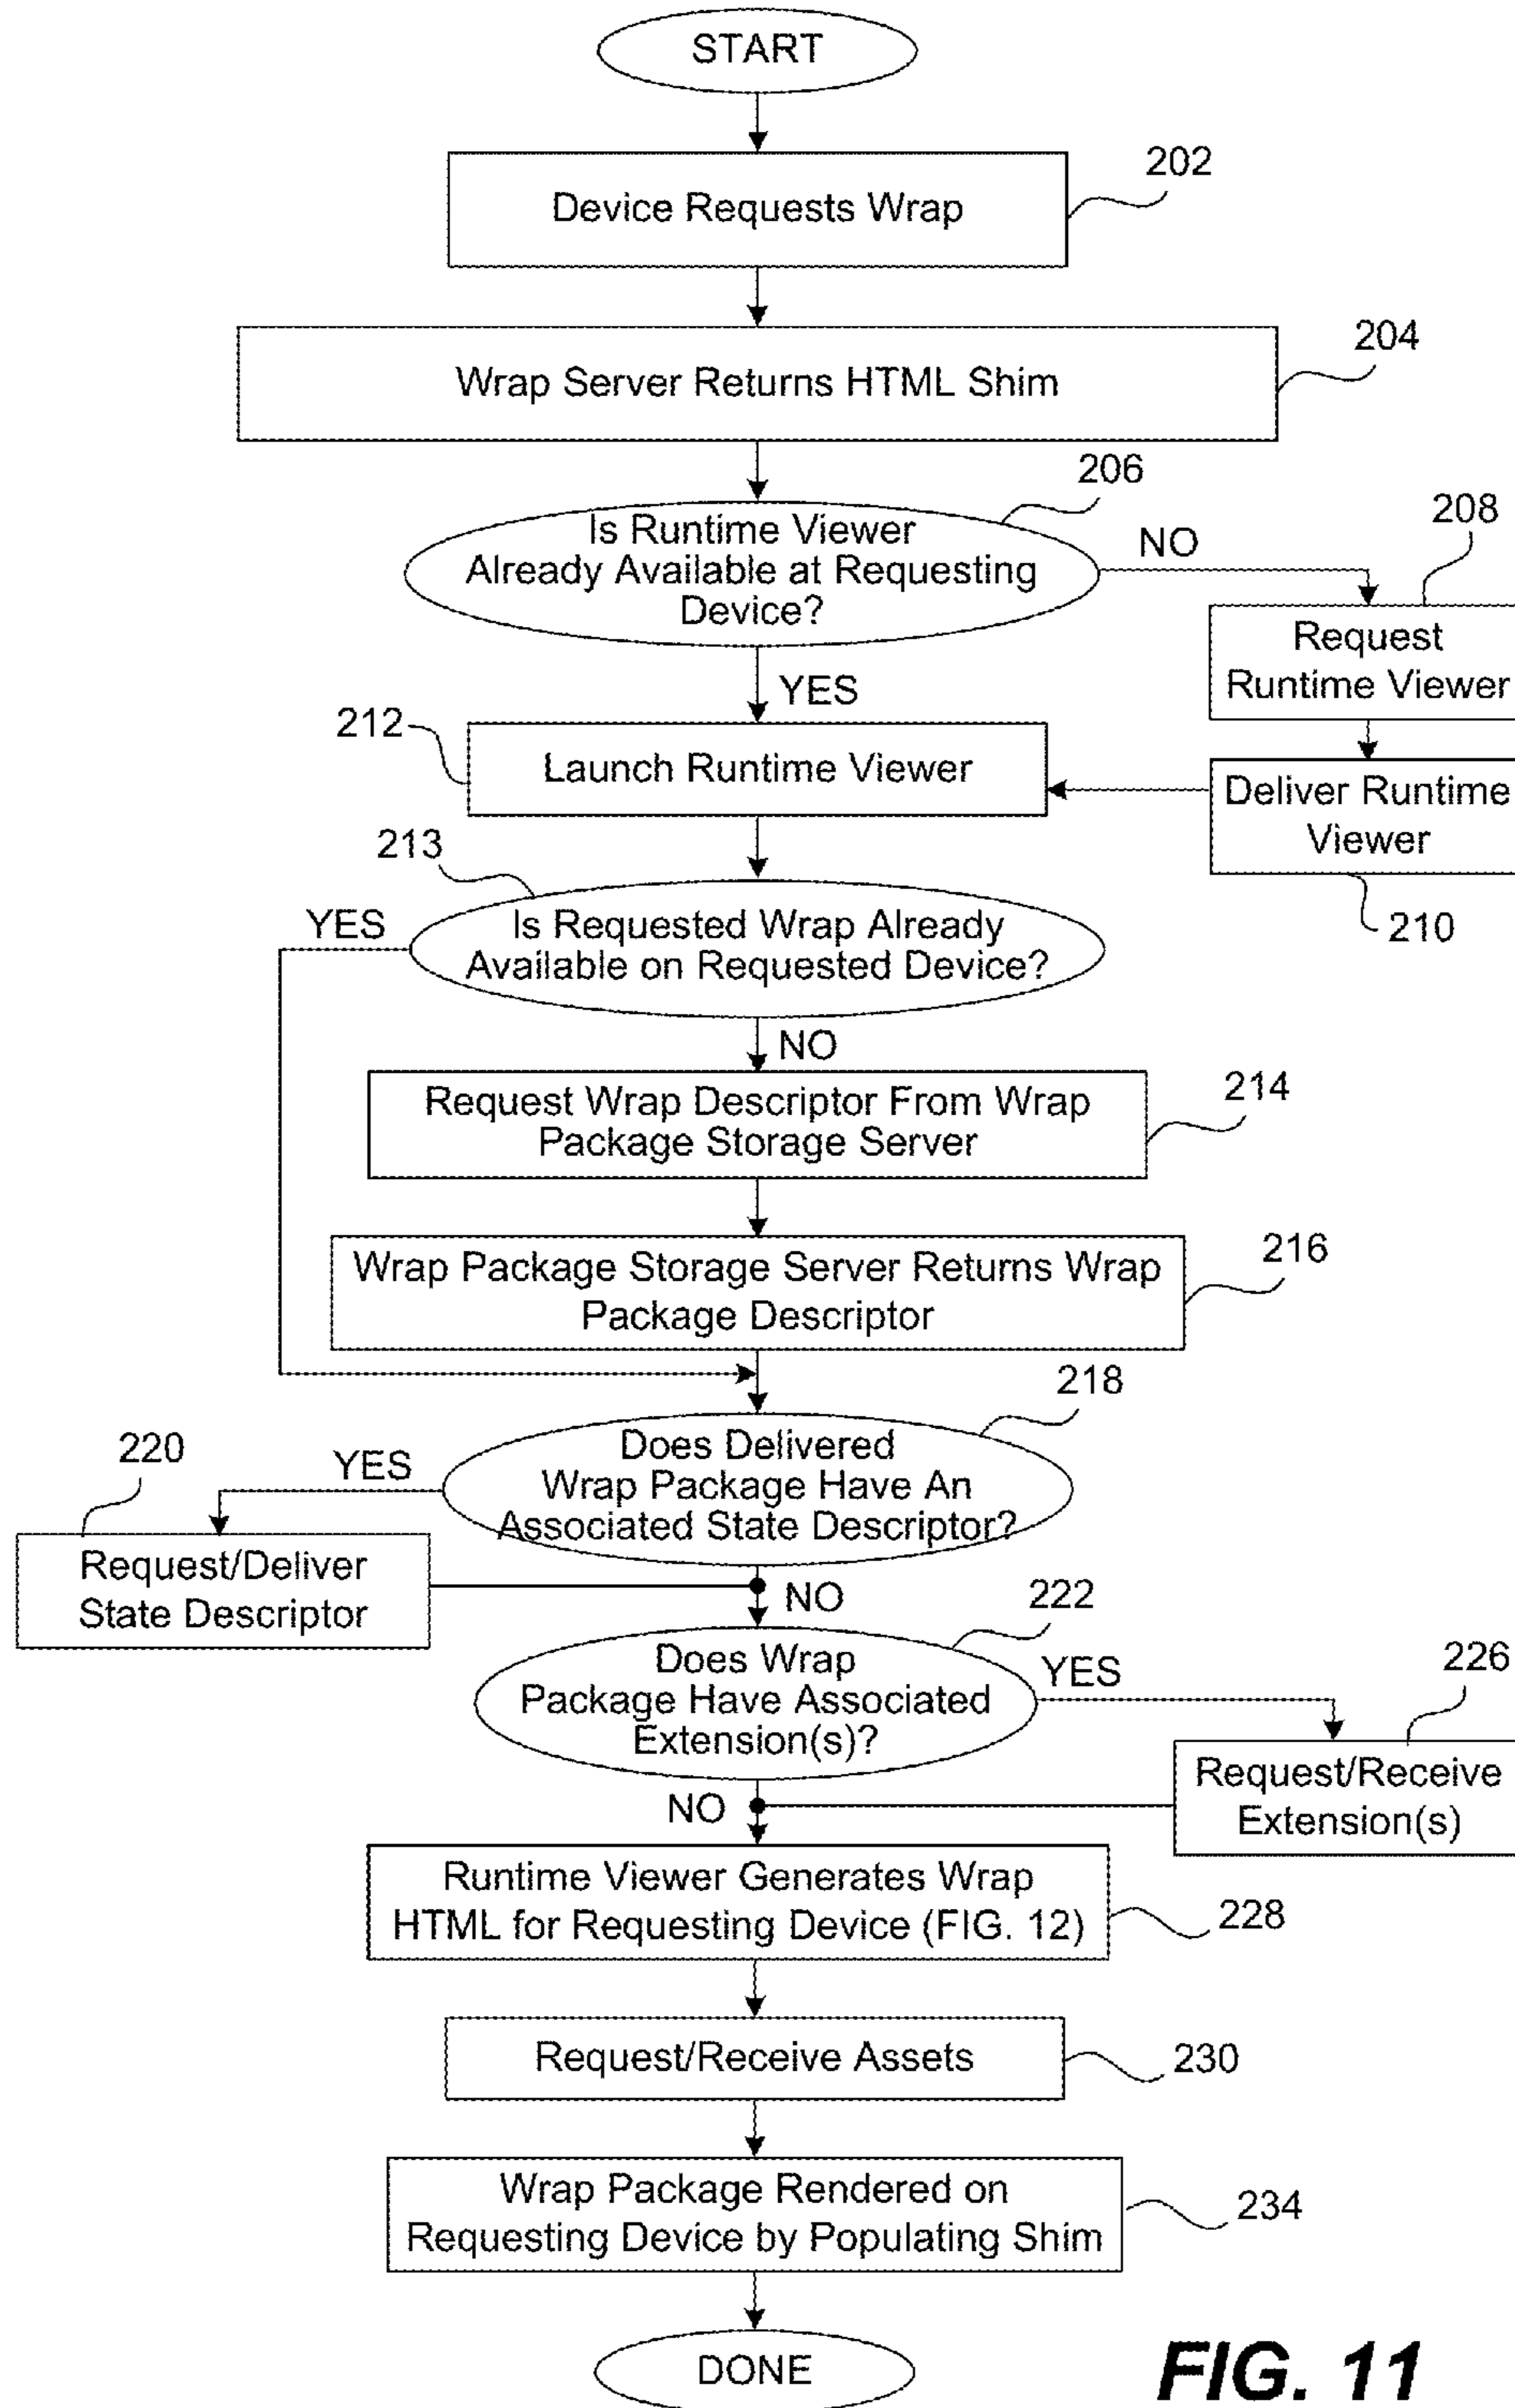 START
202
Device Requests Wrap
204
Wrap Server Returns HTML Shim
206
Is Runtime Viewer
Already Available at Requesting
Device?
NO
208
Request
Runtime Viewer
YES
212
Launch Runtime Viewer
Deliver Runtime
Viewer
210
213
YES
Is Requested Wrap Already
Available on Requested Device?
NO
214
Request Wrap Descriptor From Wrap
Package Storage Server
216
Wrap Package Storage Server Returns Wrap
Package Descriptor
218
Does Delivered
Wrap Package Have An
Associated State Descriptor?
YES
220
Request/Deliver
State Descriptor
NO
222
Does Wrap
Package Have Associated
Extension(s)?
YES
226
Request/Receive
Extension(s)
NO
Runtime Viewer Generates Wrap
HTML for Requesting Device (FIG. 12)
228
Request/Receive Assets
230
Wrap Package Rendered on
Requesting Device by Populating Shim
234
DONE
FIG. 11